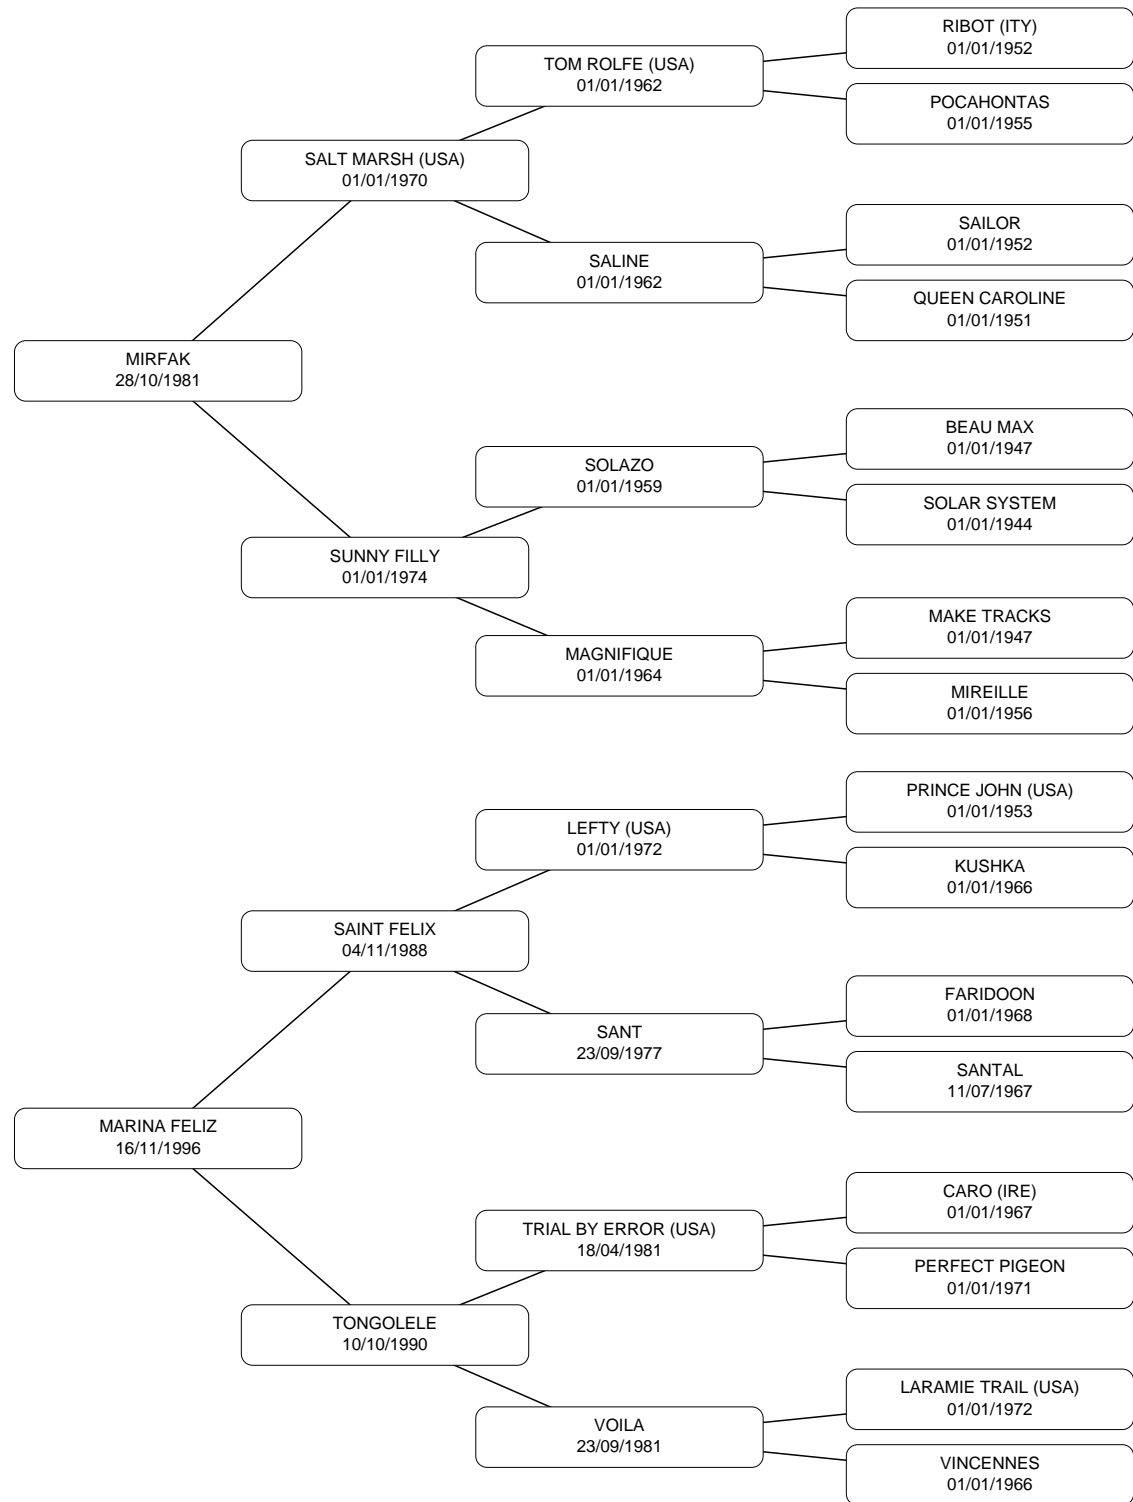 RIBOT (ITY)
01/01/1952
TOM ROLFE (USA)
01/01/1962
POCAHONTAS
01/01/1955
SALT MARSH (USA)
01/01/1970
SAILOR
01/01/1952
SALINE
01/01/1962
QUEEN CAROLINE
01/01/1951
MIRFAK
28/10/1981
BEAU MAX
01/01/1947
SOLAZO
01/01/1959
SOLAR SYSTEM
01/01/1944
SUNNY FILLY
01/01/1974
MAKE TRACKS
01/01/1947
MAGNIFIQUE
01/01/1964
MIREILLE
01/01/1956
PRINCE JOHN (USA)
01/01/1953
LEFTY (USA)
01/01/1972
KUSHKA
01/01/1966
SAINT FELIX
04/11/1988
FARIDOON
01/01/1968
SANT
23/09/1977
SANTAL
11/07/1967
MARINA FELIZ
16/11/1996
CARO (IRE)
01/01/1967
TRIAL BY ERROR (USA)
18/04/1981
PERFECT PIGEON
01/01/1971
TONGOLELE
10/10/1990
LARAMIE TRAIL (USA)
01/01/1972
VOILA
23/09/1981
VINCENNES
01/01/1966